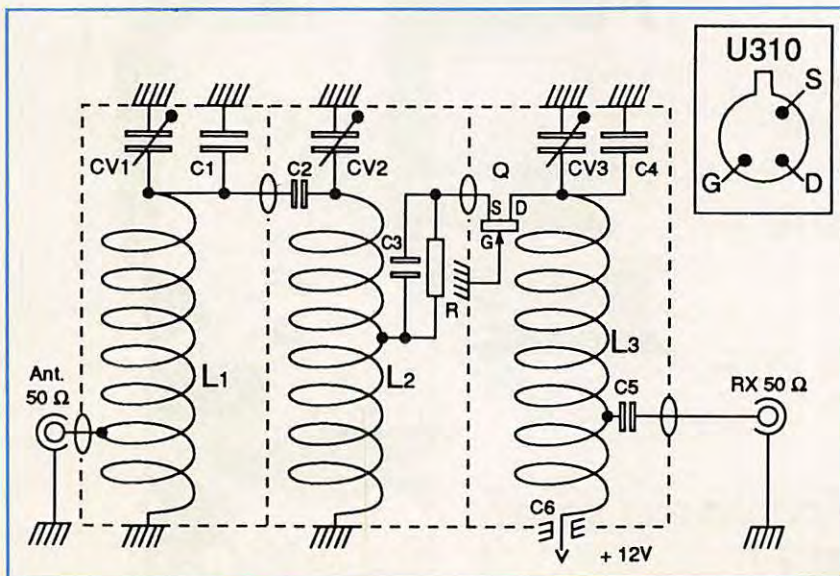 U310
S
G
D
CV1
C1
C2
CV2
Q
CV3
C4
C3
S
D
G
R
L1
L2
L3
Ant.
50 Ω
C5
RX 50 Ω
C6
+ 12V